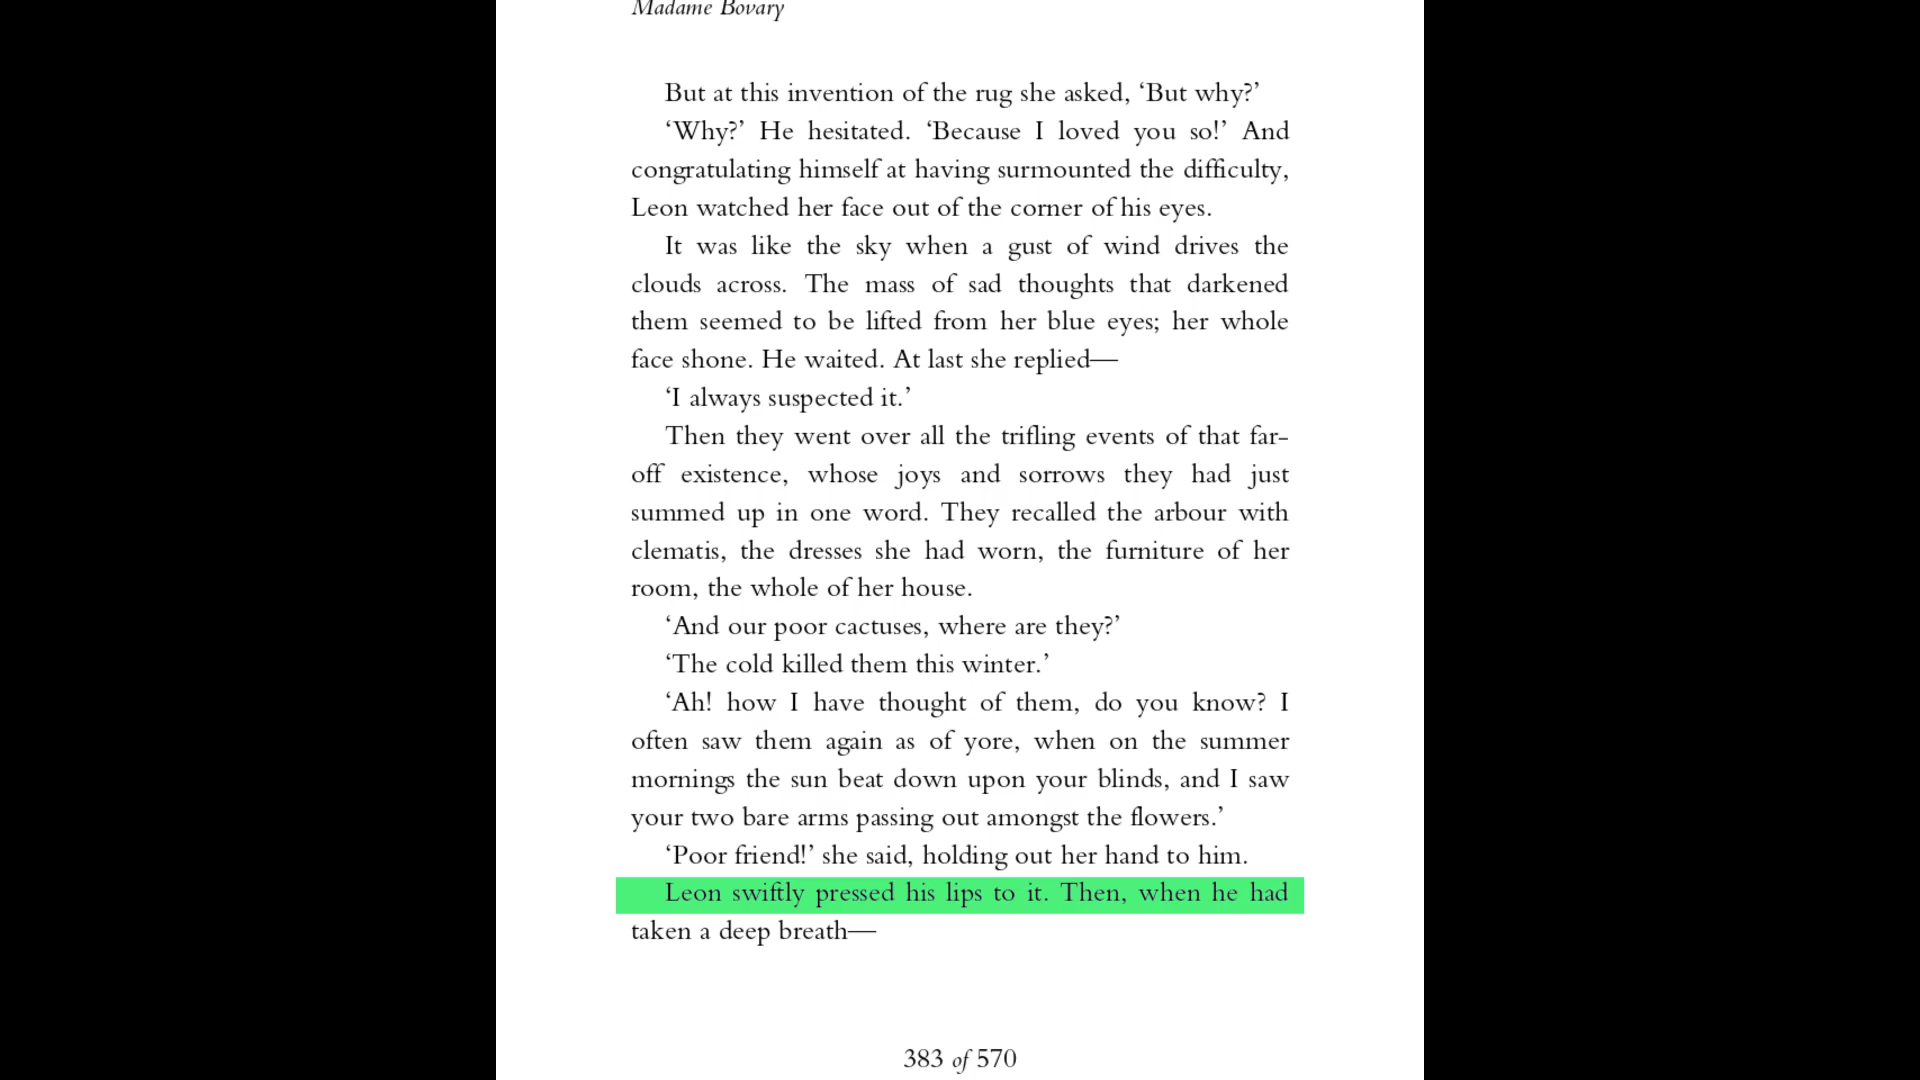 Madame Bovary
But at this invention of the rug she asked, ‘But why?’
‘Why?’ He hesitated. ‘Because I loved you so!’ And
congratulating himself at having surmounted the difficulty,
Leon watched her face out of the corner of his eyes.
It was like the sky when a gust of wind drives the
clouds across. The mass of sad thoughts that darkened
them seemed to be lifted from her blue eyes; her whole
face shone. He waited. At last she replied—
‘I always suspected it.’
Then they went over all the trifling events of that far-
off existence, whose joys and sorrows they had just
summed up in one word. They recalled the arbour with
clematis, the dresses she had worn, the furniture of her
room, the whole of her house.
‘And our poor cactuses, where are they?’
‘The cold killed them this winter.’
‘Ah! how I have thought of them, do you know? I
often saw them again as of yore, when on the summer
mornings the sun beat down upon your blinds, and I saw
your two bare arms passing out amongst the flowers.’
‘Poor friend!’ she said, holding out her hand to him.
Leon swiftly pressed his lips to it. Then, when he had
taken a deep breath—
383 of 570